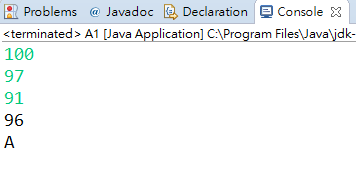 Problems @ Javadoc Declaration Console
<terminated> A1 [Java Application] C:\Program Files\Java\jdk-
100
97
91
96
A